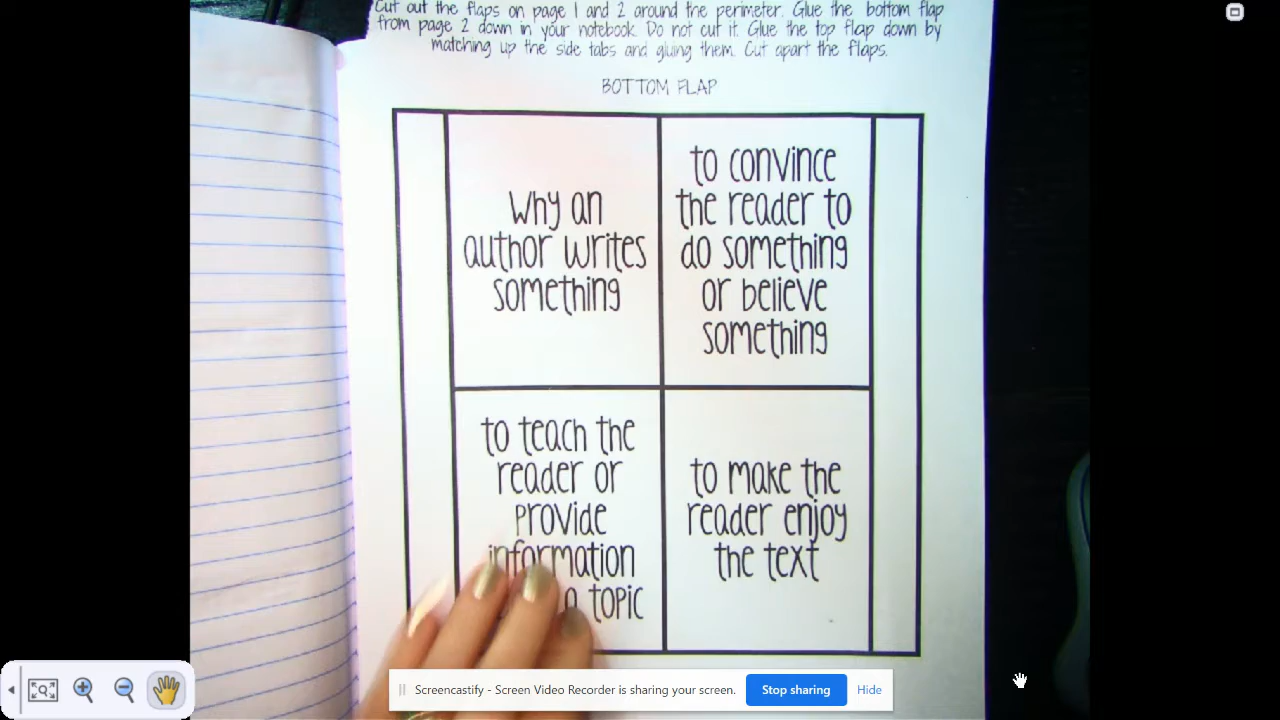 Cut out the flaps on page 1 and 2 around the perimeter. Glue the bottom flap
from page 2 down in your notebook. Do not cut it. Glue the top flap down by
matching up the side tabs and gluing them. Cut apart the flaps.
BOTTOM FLAP
Why an
author writes
something
to convince
the reader to
do something
or believe
something
to teach the
reader or
provide
information
a topic
to make the
reader enjoy
the text
Screencastify - Screen Video Recorder is sharing your screen.
Stop sharing
Hide